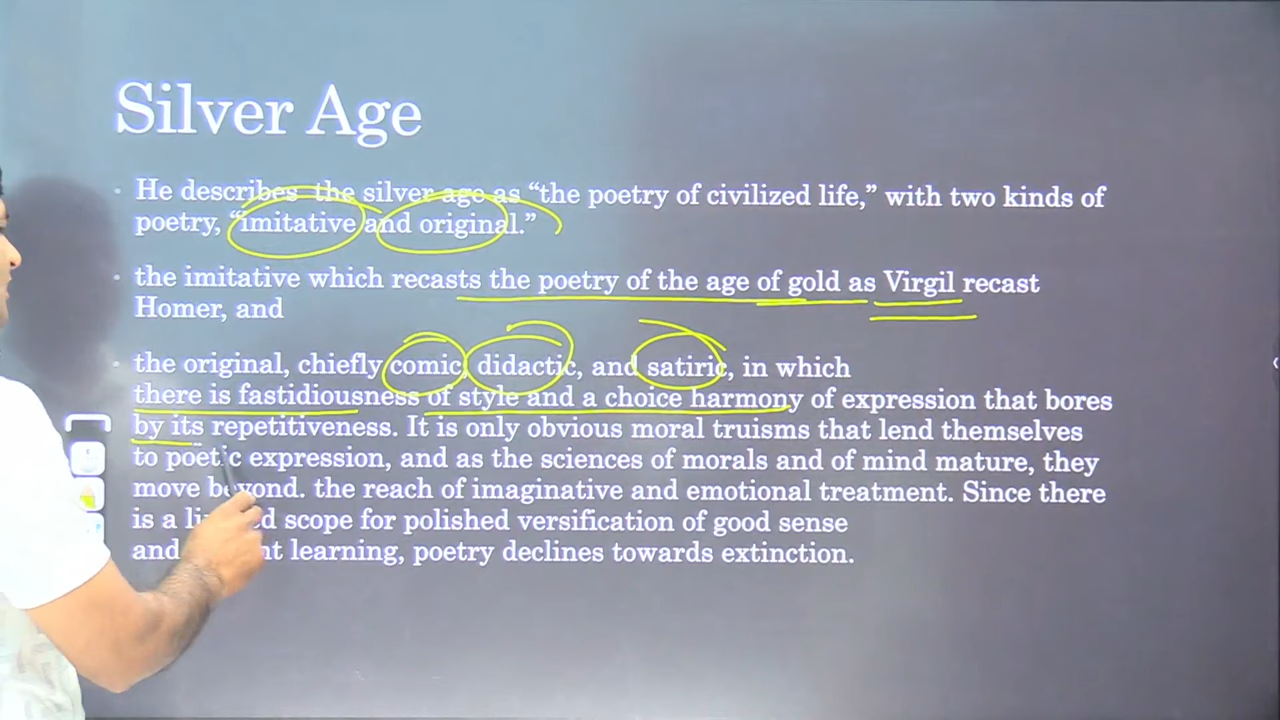 Silver Age
He describes the silver age as “the poetry of civilized life,” with two kinds of
poetry, “imitative and original.”
the imitative which recasts the poetry of the age of gold as Virgil recast
Homer, and
the original, chiefly comic, didactic, and satiric, in which
there is fastidiousness of style and a choice harmony of expression that bores
by its repetitiveness. It is only obvious moral truisms that lend themselves
to poetic expression, and as the sciences of morals and of mind mature, they
move beyond. the reach of imaginative and emotional treatment. Since there
is a scope for polished versification of good sense
and learning, poetry declines towards extinction.